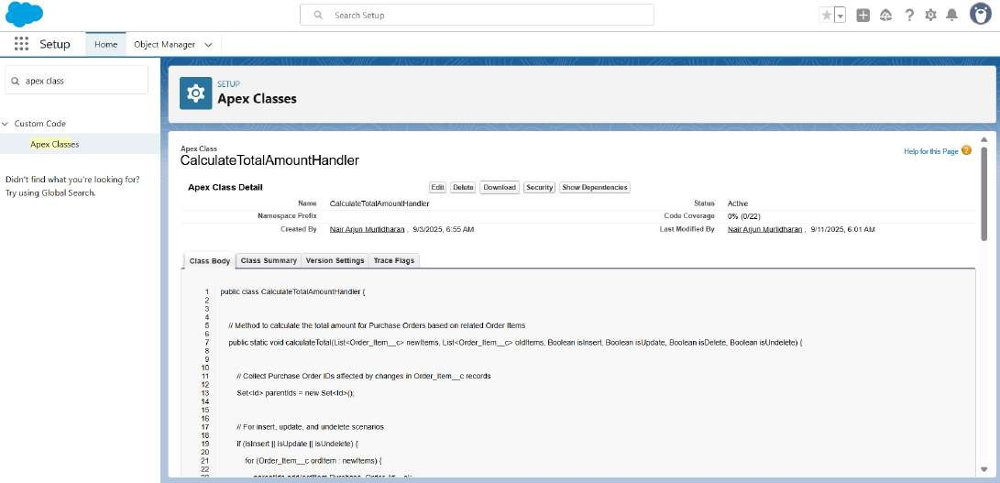 Search Setup
Setup
Home
Object Manager
apex class
Custom Code
Apex Classes
Didn't find what you're looking for?
Try using Global Search.
SETUP
Apex Classes
Apex Class
CalculateTotalAmountHandler
Help for this Page
Apex Class Detail
Edit Delete Download Security Show Dependencies
Name CalculateTotalAmountHandler Status Active
Namespace Prefix Code Coverage 0% (0/22)
Created By Nair Arjun Murlidharan , 9/3/2025, 6:55 AM Last Modified By Nair Arjun Murlidharan , 9/11/2025, 6:01 AM
Class Body Class Summary Version Settings Trace Flags
1 public class CalculateTotalAmountHandler {
2
3
4
5 // Method to calculate the total amount for Purchase Orders based on related Order Items
6
7 public static void calculateTotal(List<Order_Item__c> newItems, List<Order_Item__c> oldItems, Boolean isInsert, Boolean isUpdate, Boolean isDelete, Boolean isUndelete) {
8
9
10
11 // Collect Purchase Order IDs affected by changes in Order_Item__c records
12
13 Set<Id> parentIds = new Set<Id>();
14
15
16
17 // For insert, update, and undelete scenarios
18
19 if (isInsert || isUpdate || isUndelete) {
20
21 for (Order_Item__c ordItem : newItems) {
22